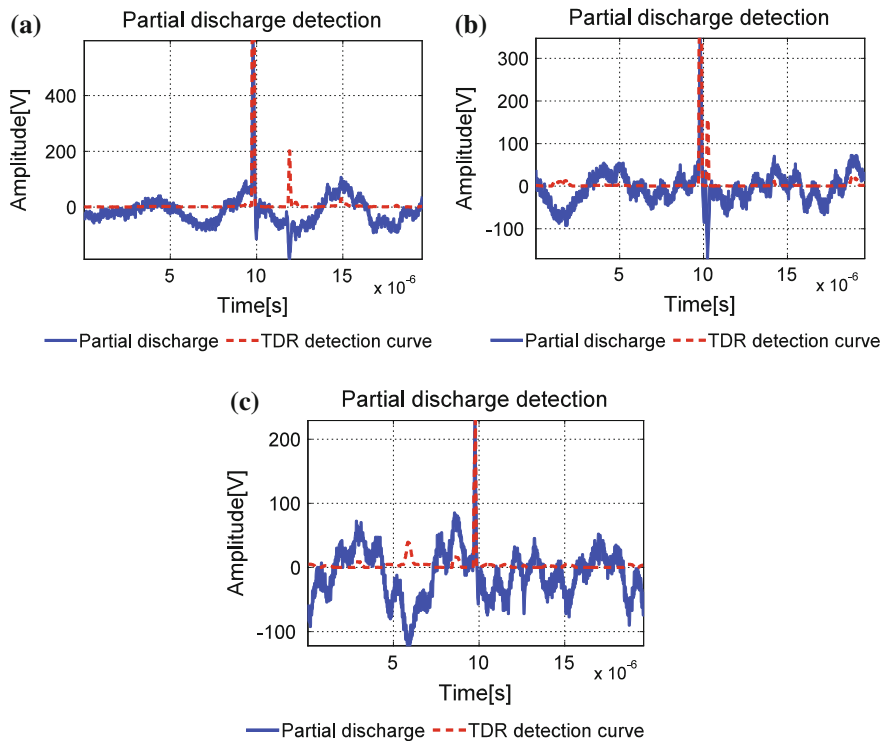 (a)
Partial discharge detection
Amplitude[V]
400
200
0
5
10
15
x 10⁻⁶
Time[s]
Partial discharge
TDR detection curve
(b)
Partial discharge detection
Amplitude[V]
300
200
100
0
-100
5
10
15
x 10⁻⁶
Time[s]
Partial discharge
TDR detection curve
(c)
Partial discharge detection
Amplitude[V]
200
100
0
-100
5
10
15
x 10⁻⁶
Time[s]
Partial discharge
TDR detection curve